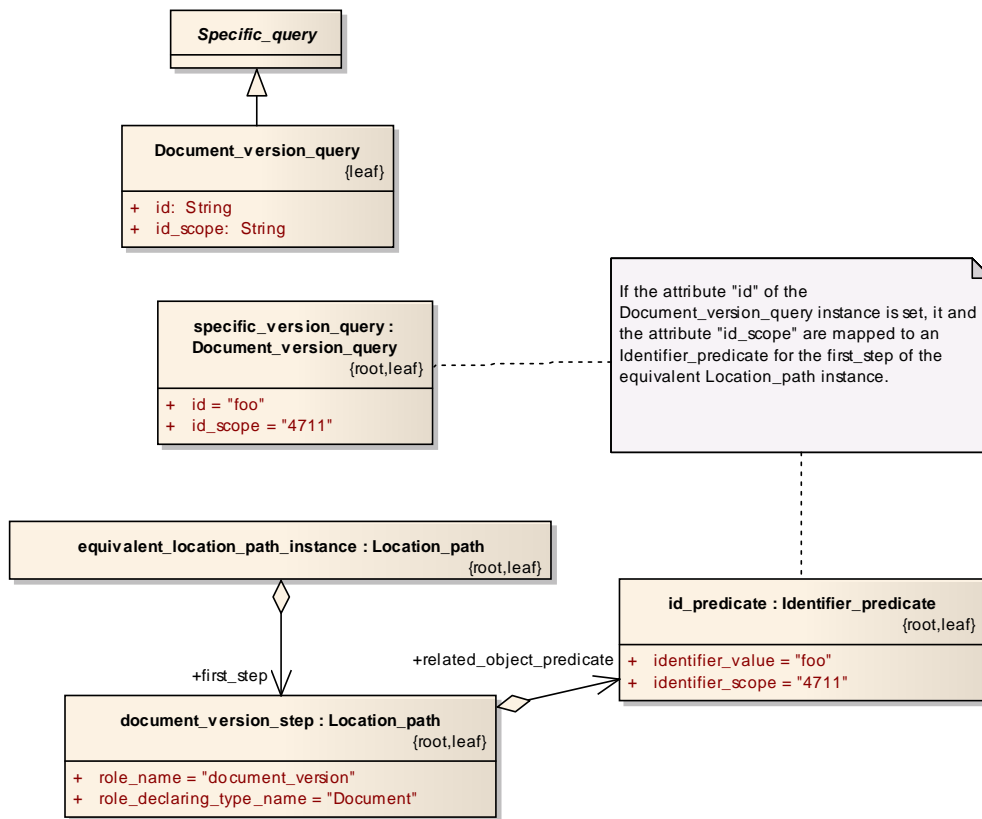 Specific_query
Document_version_query
{leaf}
+ id: String
+ id_scope: String
specific_version_query :
Document_version_query
{root,leaf}
+ id = "foo"
+ id_scope = "4711"
If the attribute "id" of the
Document_version_query instance is set, it and
the attribute "id_scope" are mapped to an
Identifier_predicate for the first_step of the
equivalent Location_path instance.
equivalent_location_path_instance : Location_path
{root,leaf}
id_predicate : Identifier_predicate
{root,leaf}
+ identifier_value = "foo"
+ identifier_scope = "4711"
+related_object_predicate
+first_step
document_version_step : Location_path
{root,leaf}
+ role_name = "document_version"
+ role_declaring_type_name = "Document"